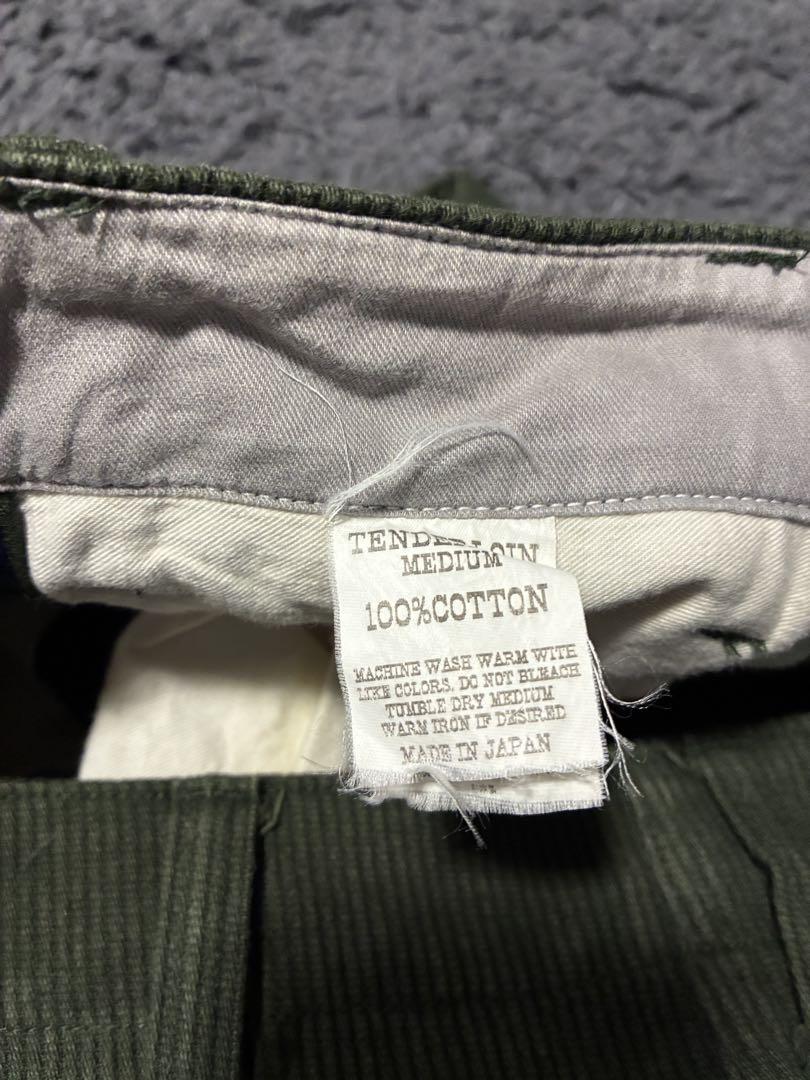 TENDERLOIN
MEDIUM
100%COTTON
MACHINE WASH WARM WITH
LIKE COLORS, DO NOT BLEACH
TUMBLE DRY MEDIUM
WARM IRON IF DESIRED
MADE IN JAPAN